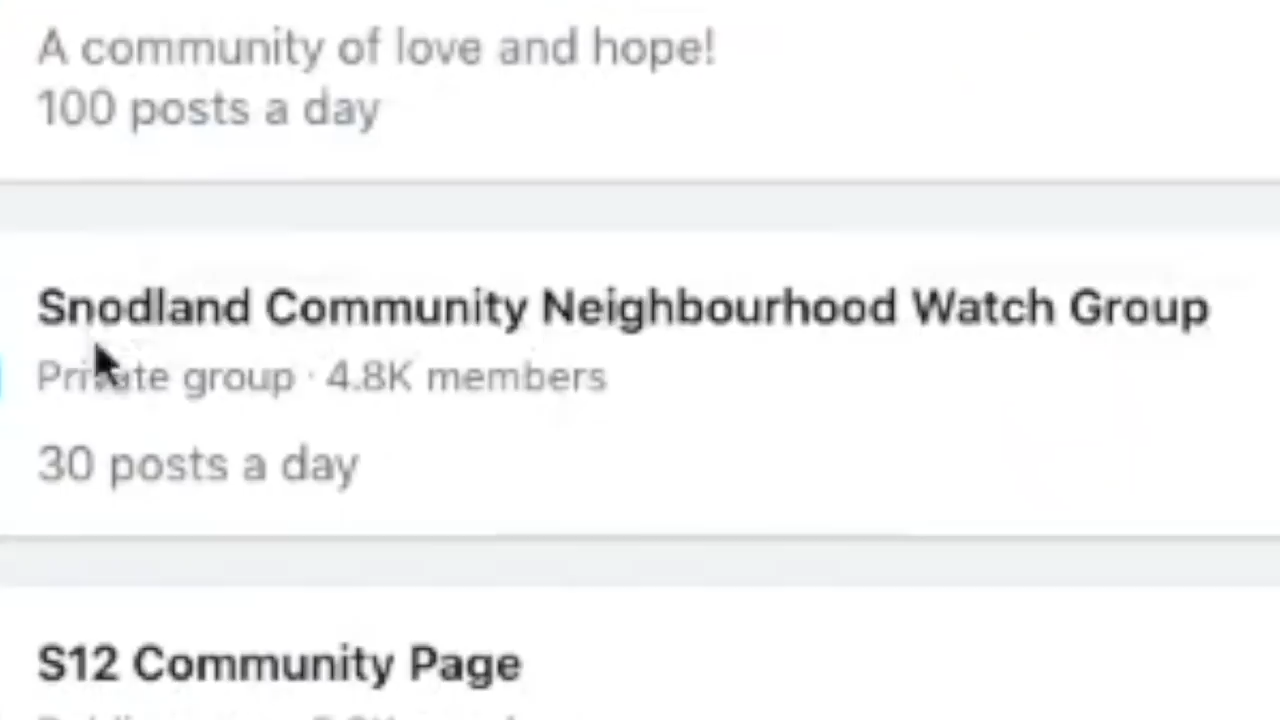 A community of love and hope!
100 posts a day
Snodland Community Neighbourhood Watch Group
Private group · 4.8K members
30 posts a day
S12 Community Page